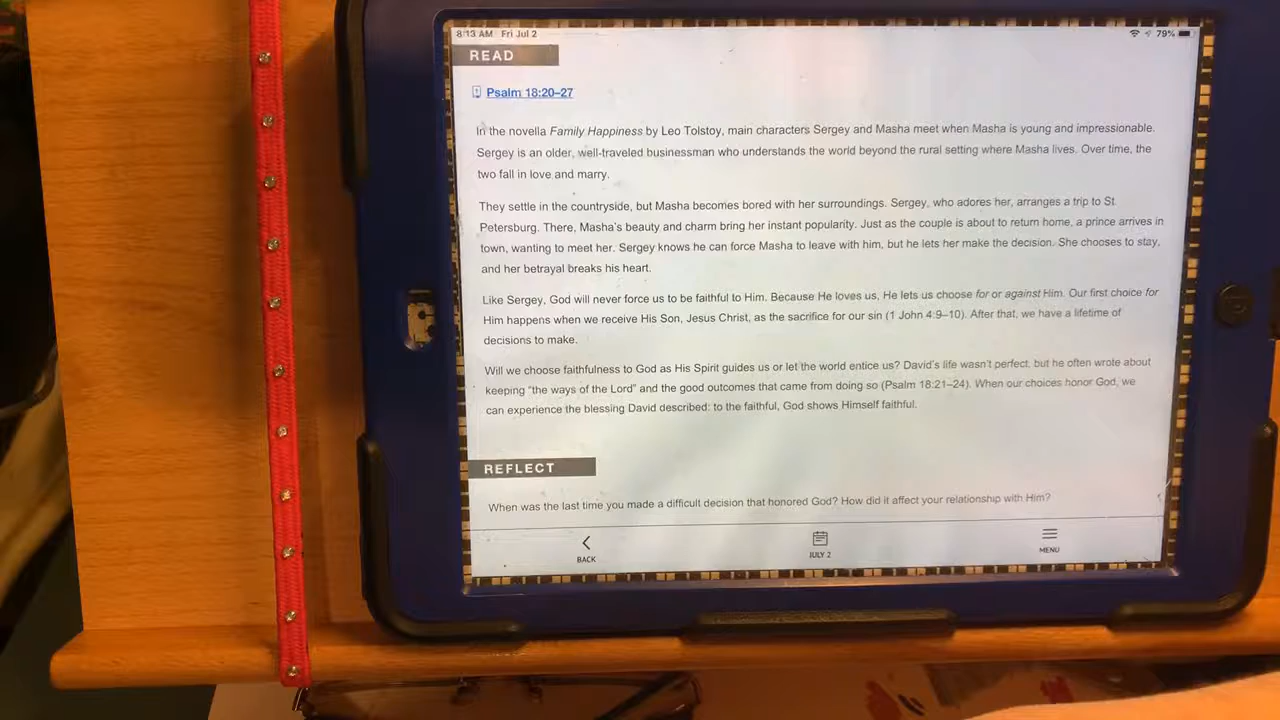 8:13 AM Fri Jul 2
79%
READ
Psalm 18:20–27
In the novella Family Happiness by Leo Tolstoy, main characters Sergey and Masha meet when Masha is young and impressionable.
Sergey is an older, well-traveled businessman who understands the world beyond the rural setting where Masha lives. Over time, the
two fall in love and marry.
They settle in the countryside, but Masha becomes bored with her surroundings. Sergey, who adores her, arranges a trip to St.
Petersburg. There, Masha's beauty and charm bring her instant popularity. Just as the couple is about to return home, a prince arrives in
town, wanting to meet her. Sergey knows he can force Masha to leave with him, but he lets her make the decision. She chooses to stay,
and her betrayal breaks his heart.
Like Sergey, God will never force us to be faithful to Him. Because He loves us, He lets us choose for or against Him. Our first choice for
Him happens when we receive His Son, Jesus Christ, as the sacrifice for our sin (1 John 4:9–10). After that, we have a lifetime of
decisions to make.
Will we choose faithfulness to God as His Spirit guides us or let the world entice us? David's life wasn't perfect, but he often wrote about
keeping "the ways of the Lord" and the good outcomes that came from doing so (Psalm 18:21–24). When our choices honor God, we
can experience the blessing David described: to the faithful, God shows Himself faithful.
REFLECT
When was the last time you made a difficult decision that honored God? How did it affect your relationship with Him?
BACK
JULY 2
MENU